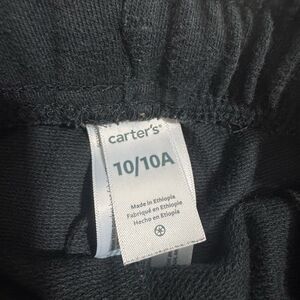 carter's®
10/10A
Made in Ethiopia
Fabriqué en Éthiopie
Hecho en Etiopía